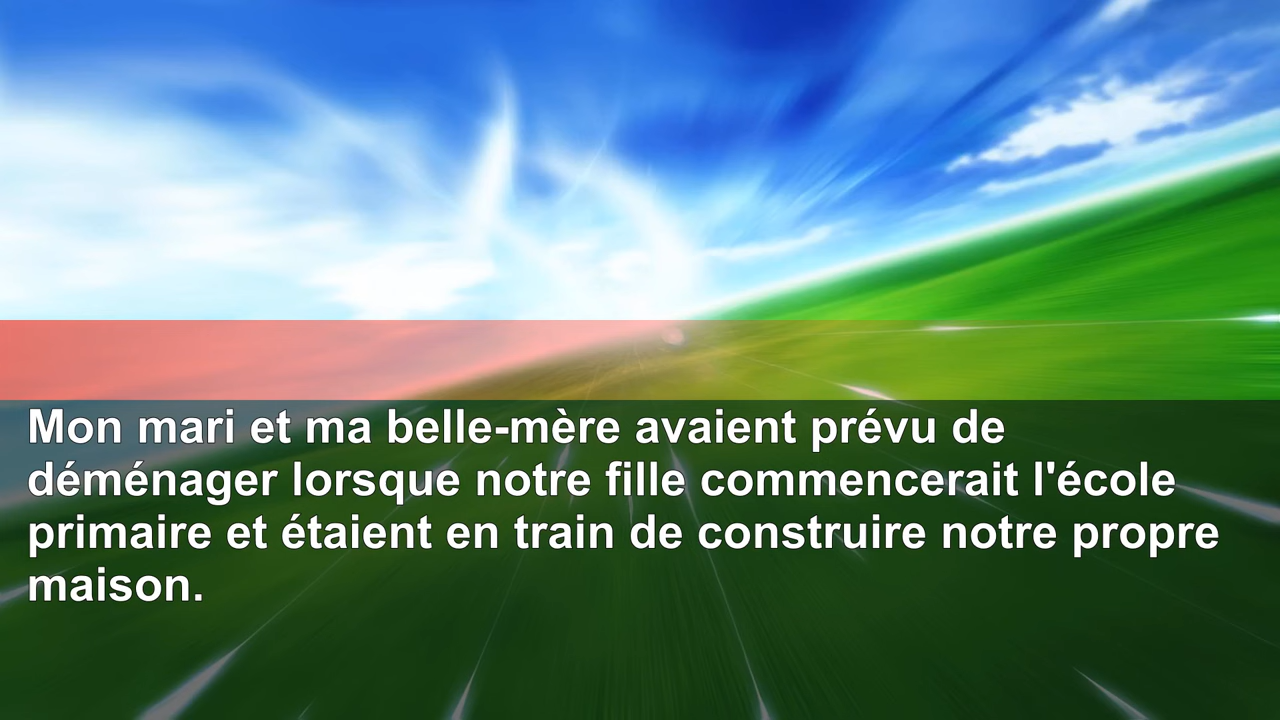 Mon mari et ma belle-mère avaient prévu de
déménager lorsque notre fille commencerait l'école
primaire et étaient en train de construire notre propre
maison.